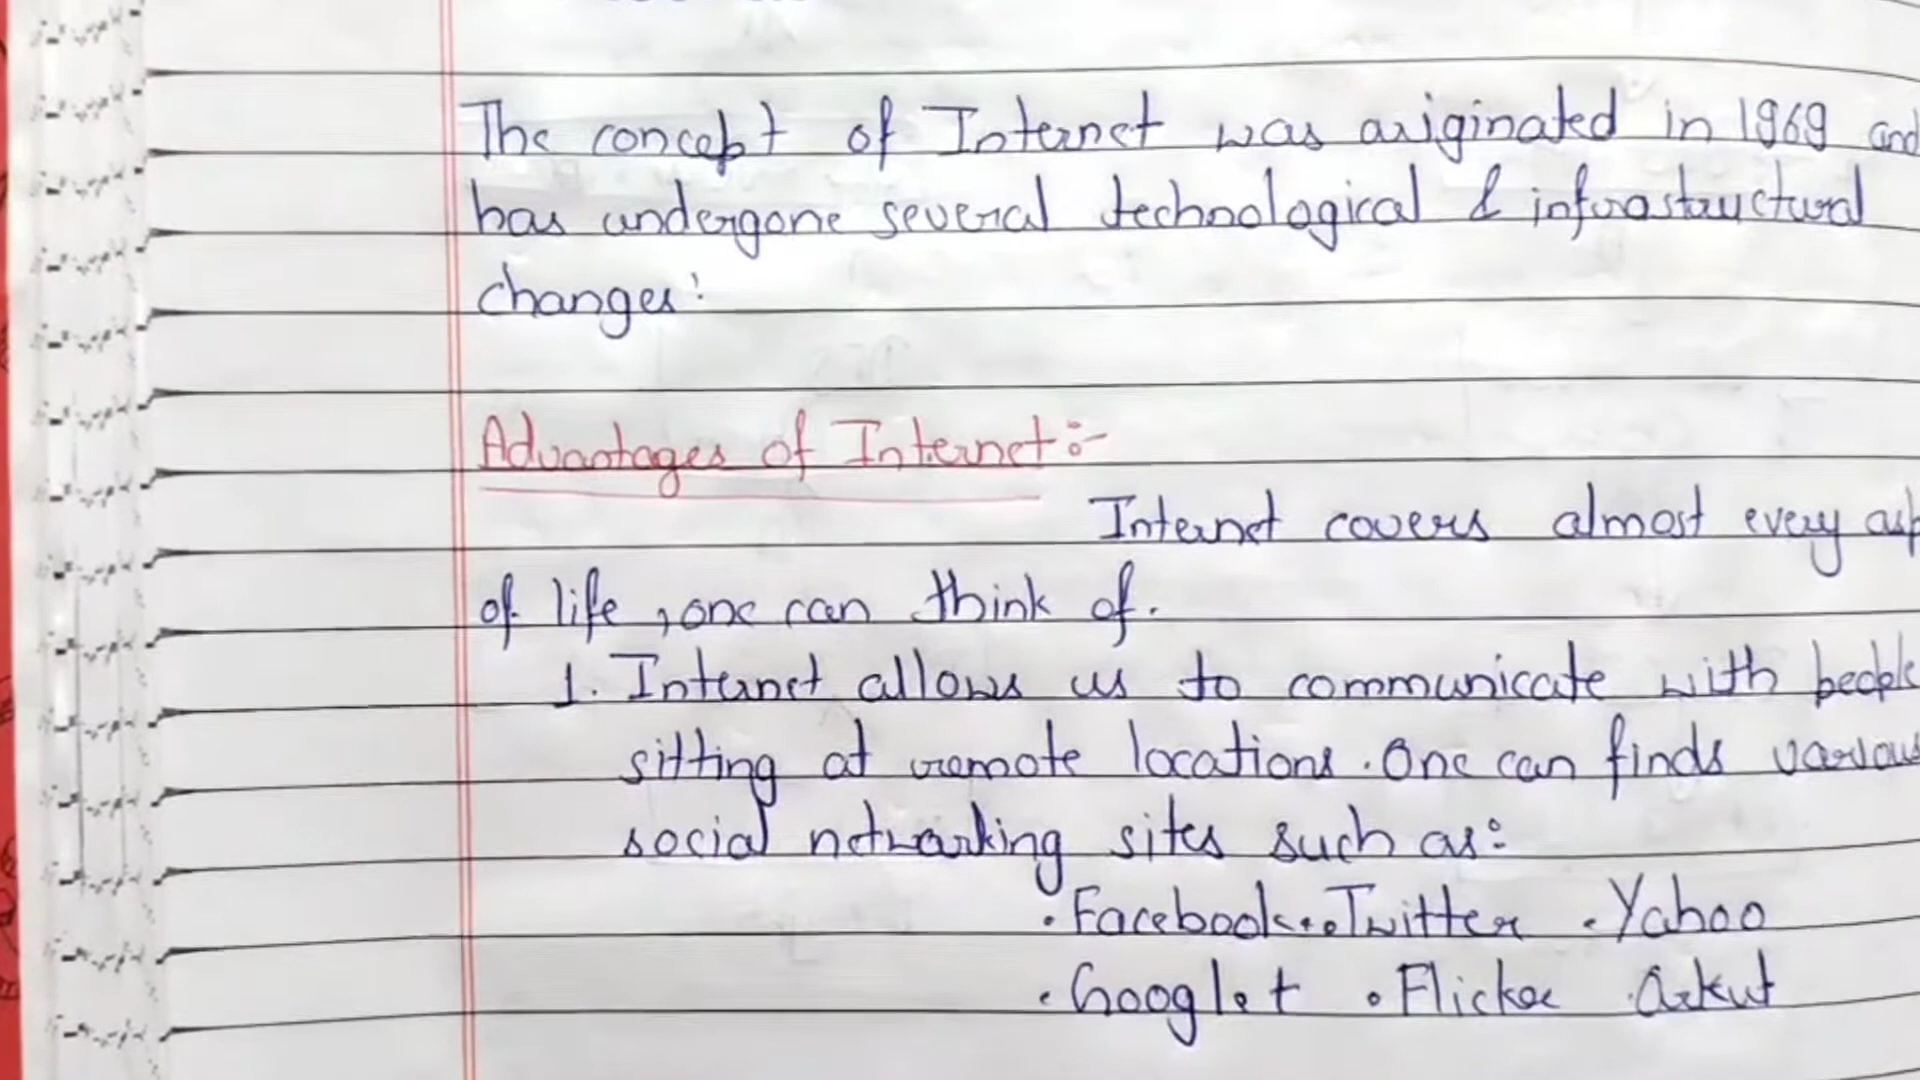 The concept of Internet was originated in 1969 and
has undergone several technological & infrastructural
changes:
Advantages of Internet:-
Internet covers almost every asp
of life, one can think of.
1. Internet allows us to communicate with people
sitting at remote locations. One can finds various
social networking sites such as:
• Facebook • Twitter • Yahoo
• Google+ • Flicker • Orkut